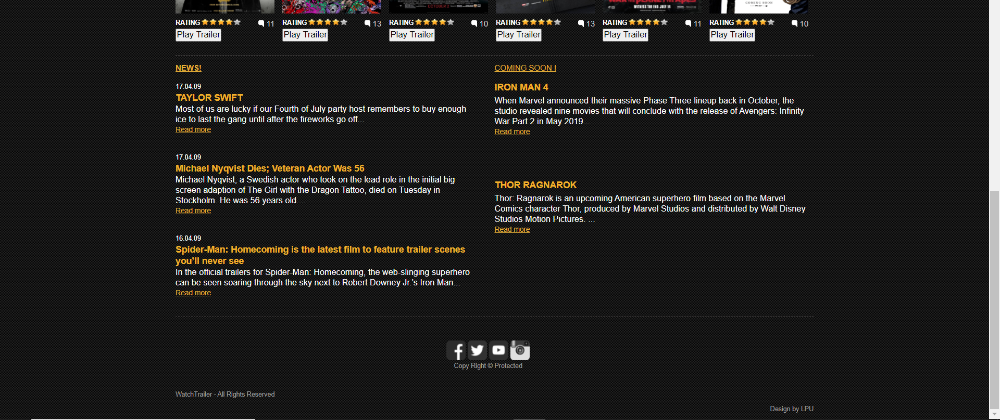 OCTOBER 2
WITNESS THE END JULY 14
COMING SOON
RATING 11
RATING 13
RATING 10
RATING 13
RATING 11
RATING 10
Play Trailer
Play Trailer
Play Trailer
Play Trailer
Play Trailer
Play Trailer
NEWS!
17.04.09
TAYLOR SWIFT
Most of us are lucky if our Fourth of July party host remembers to buy enough
ice to last the gang until after the fireworks go off...
Read more
17.04.09
Michael Nyqvist Dies; Veteran Actor Was 56
Michael Nyqvist, a Swedish actor who took on the lead role in the initial big
screen adaption of The Girl with the Dragon Tattoo, died on Tuesday in
Stockholm. He was 56 years old....
Read more
16.04.09
Spider-Man: Homecoming is the latest film to feature trailer scenes
you’ll never see
In the official trailers for Spider-Man: Homecoming, the web-slinging superhero
can be seen soaring through the sky next to Robert Downey Jr.’s Iron Man...
Read more
COMING SOON !
IRON MAN 4
When Marvel announced their massive Phase Three lineup back in October, the
studio revealed nine movies that will conclude with the release of Avengers: Infinity
War Part 2 in May 2019...
Read more
THOR RAGNAROK
Thor: Ragnarok is an upcoming American superhero film based on the Marvel
Comics character Thor, produced by Marvel Studios and distributed by Walt Disney
Studios Motion Pictures. ...
Read more
Copy Right © Protected
WatchTrailer - All Rights Reserved
Design by LPU